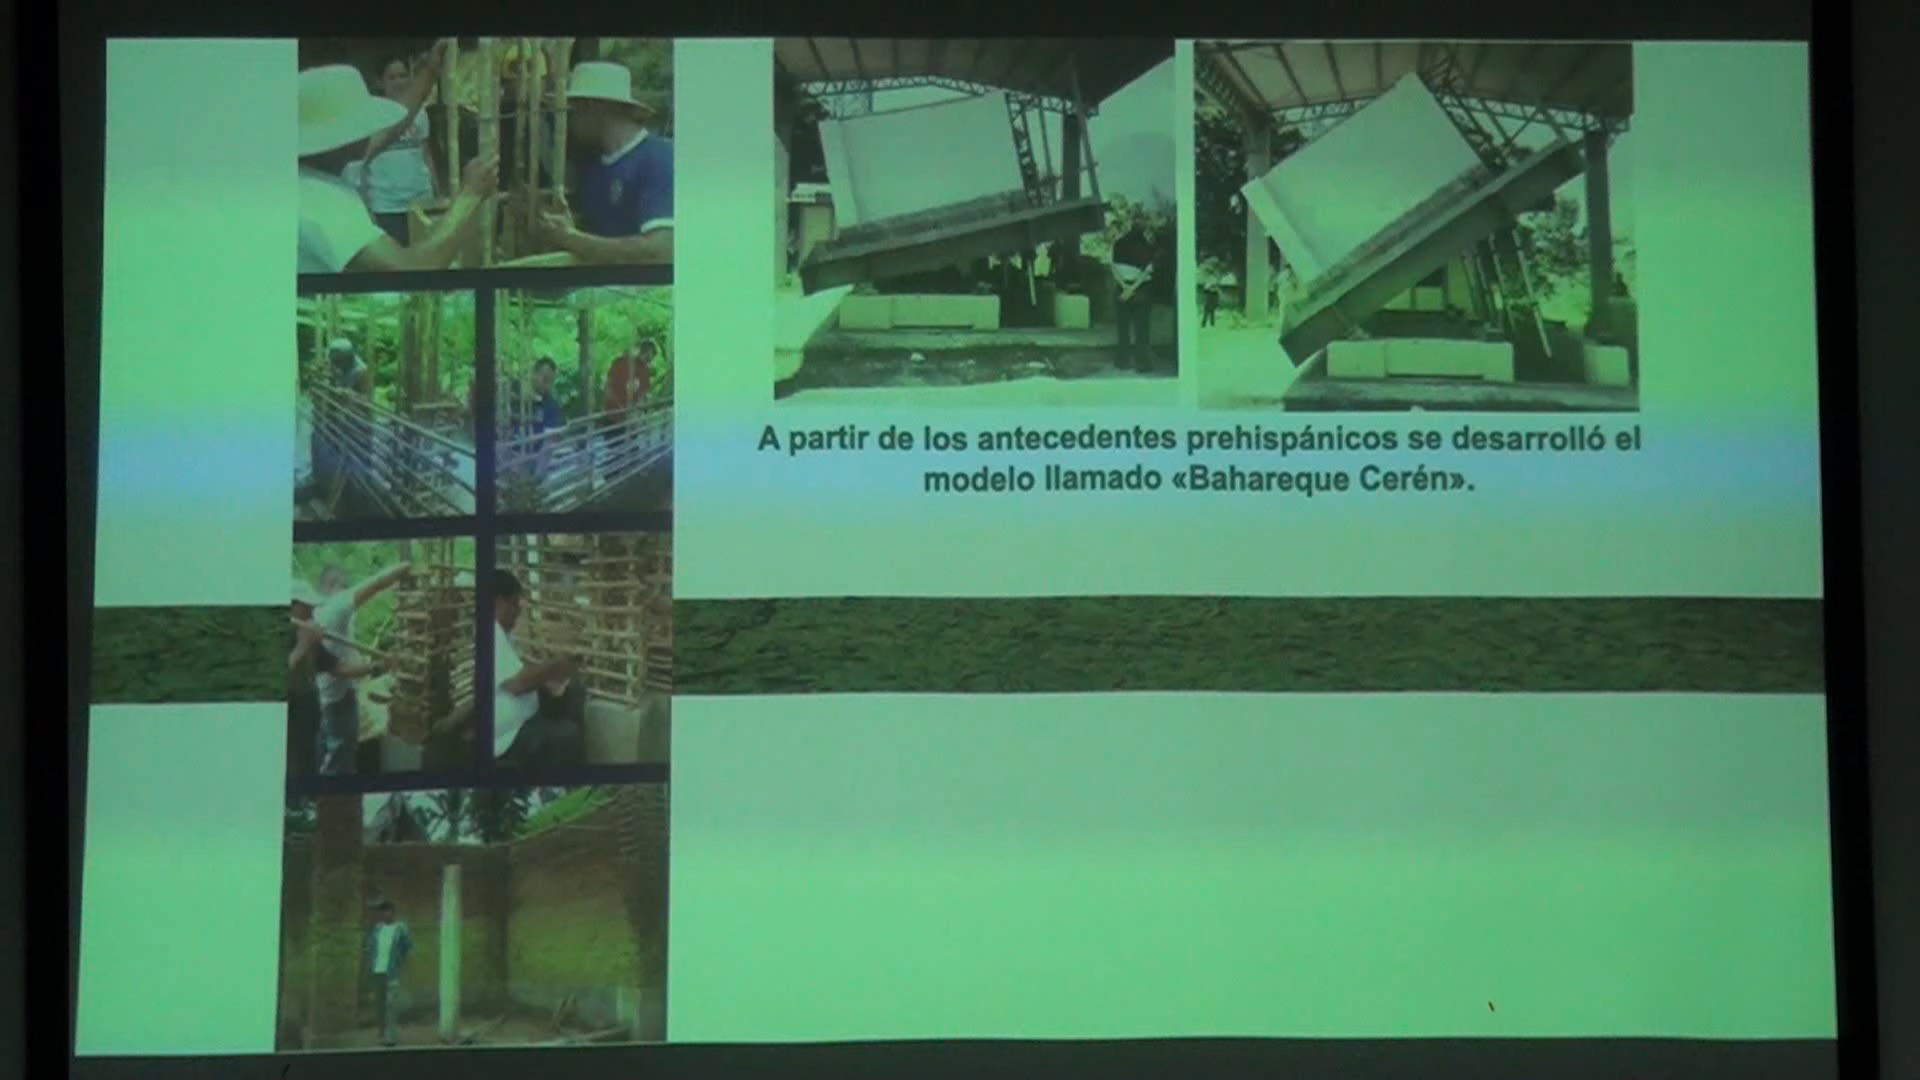 A partir de los antecedentes prehispánicos se desarrolló el
modelo llamado «Bahareque Cerén».